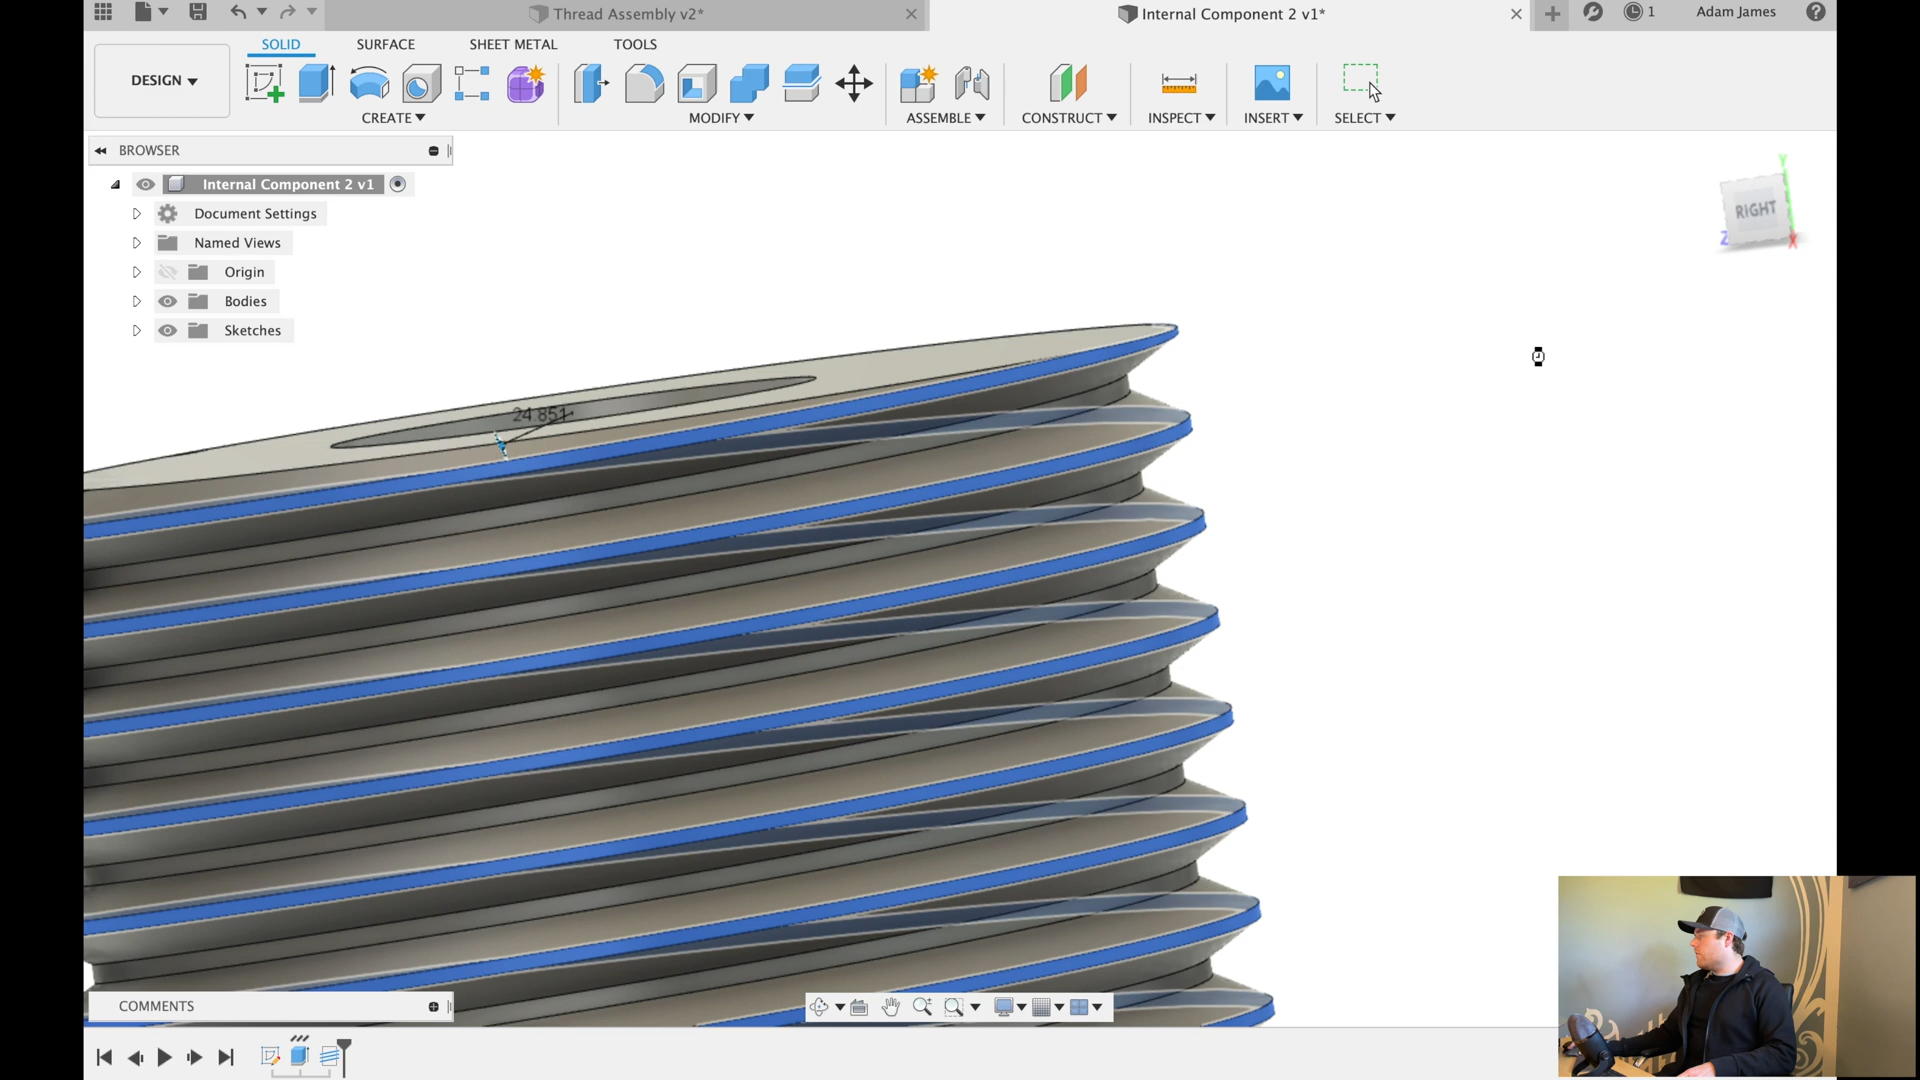 Thread Assembly v2*
Internal Component 2 v1*
1
Adam James
DESIGN
SOLID
SURFACE
SHEET METAL
TOOLS
CREATE
MODIFY
ASSEMBLE
CONSTRUCT
INSPECT
INSERT
SELECT
BROWSER
Internal Component 2 v1
Document Settings
Named Views
Origin
Bodies
Sketches
24.851
Y
RIGHT
Z
X
COMMENTS